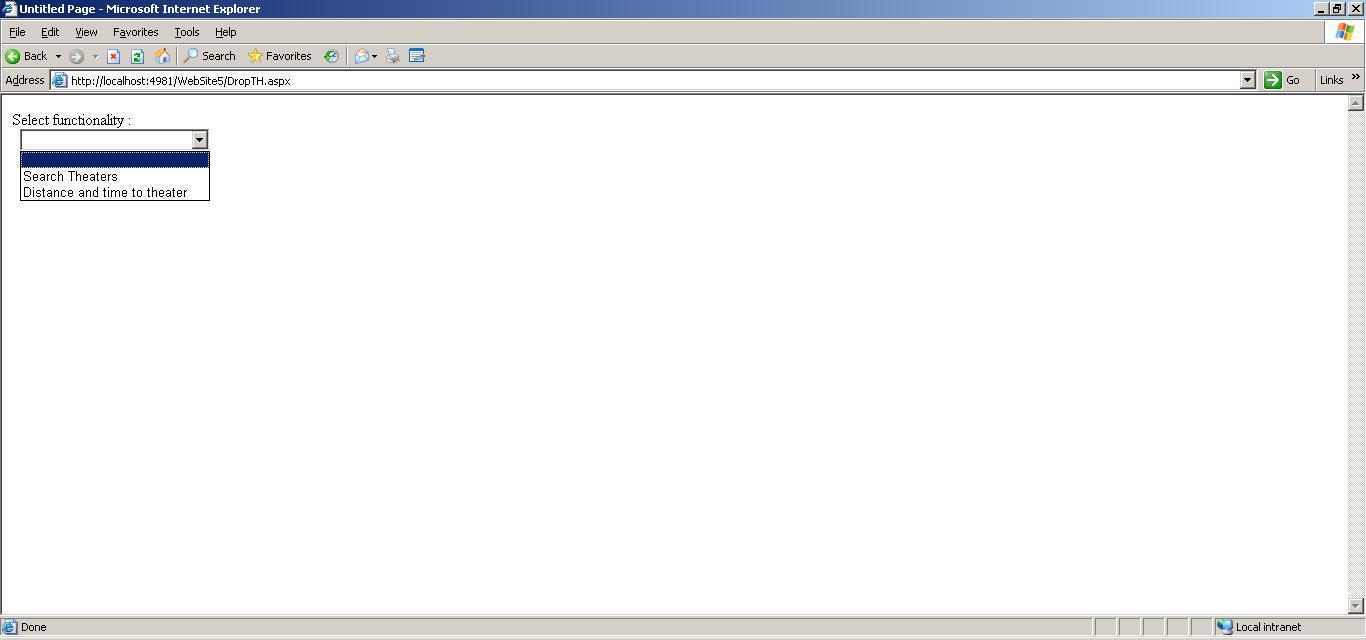 Untitled Page - Microsoft Internet Explorer
File Edit View Favorites Tools Help
Back Search Favorites
Address http://localhost:4981/WebSite5/DropTH.aspx Go Links »
Select functionality :
Search Theaters
Distance and time to theater
Done Local intranet